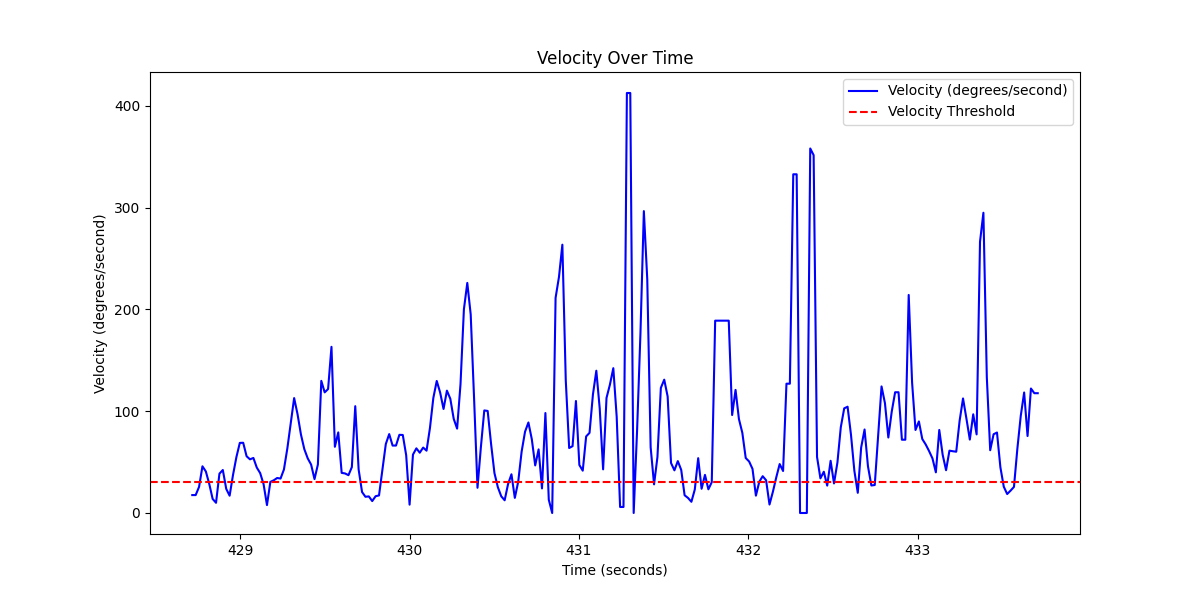 Velocity Over Time
Velocity (degrees/second)
Velocity Threshold
Velocity (degrees/second)
400
300
200
100
0
429 430 431 432 433
Time (seconds)